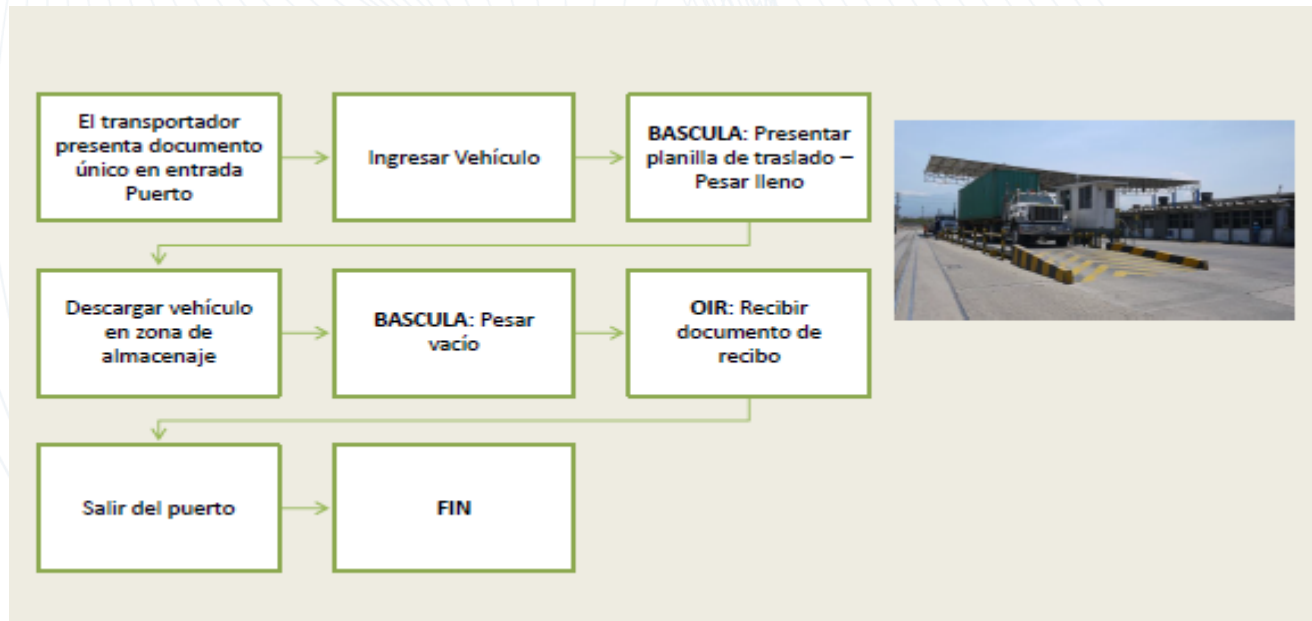 El transportador
presenta documento
único en entrada
Puerto
Ingresar Vehículo
BASCULA: Presentar
planilla de traslado –
Pesar lleno
Descargar vehículo
en zona de
almacenaje
BASCULA: Pesar
vacío
OIR: Recibir
documento de
recibo
Salir del puerto
FIN